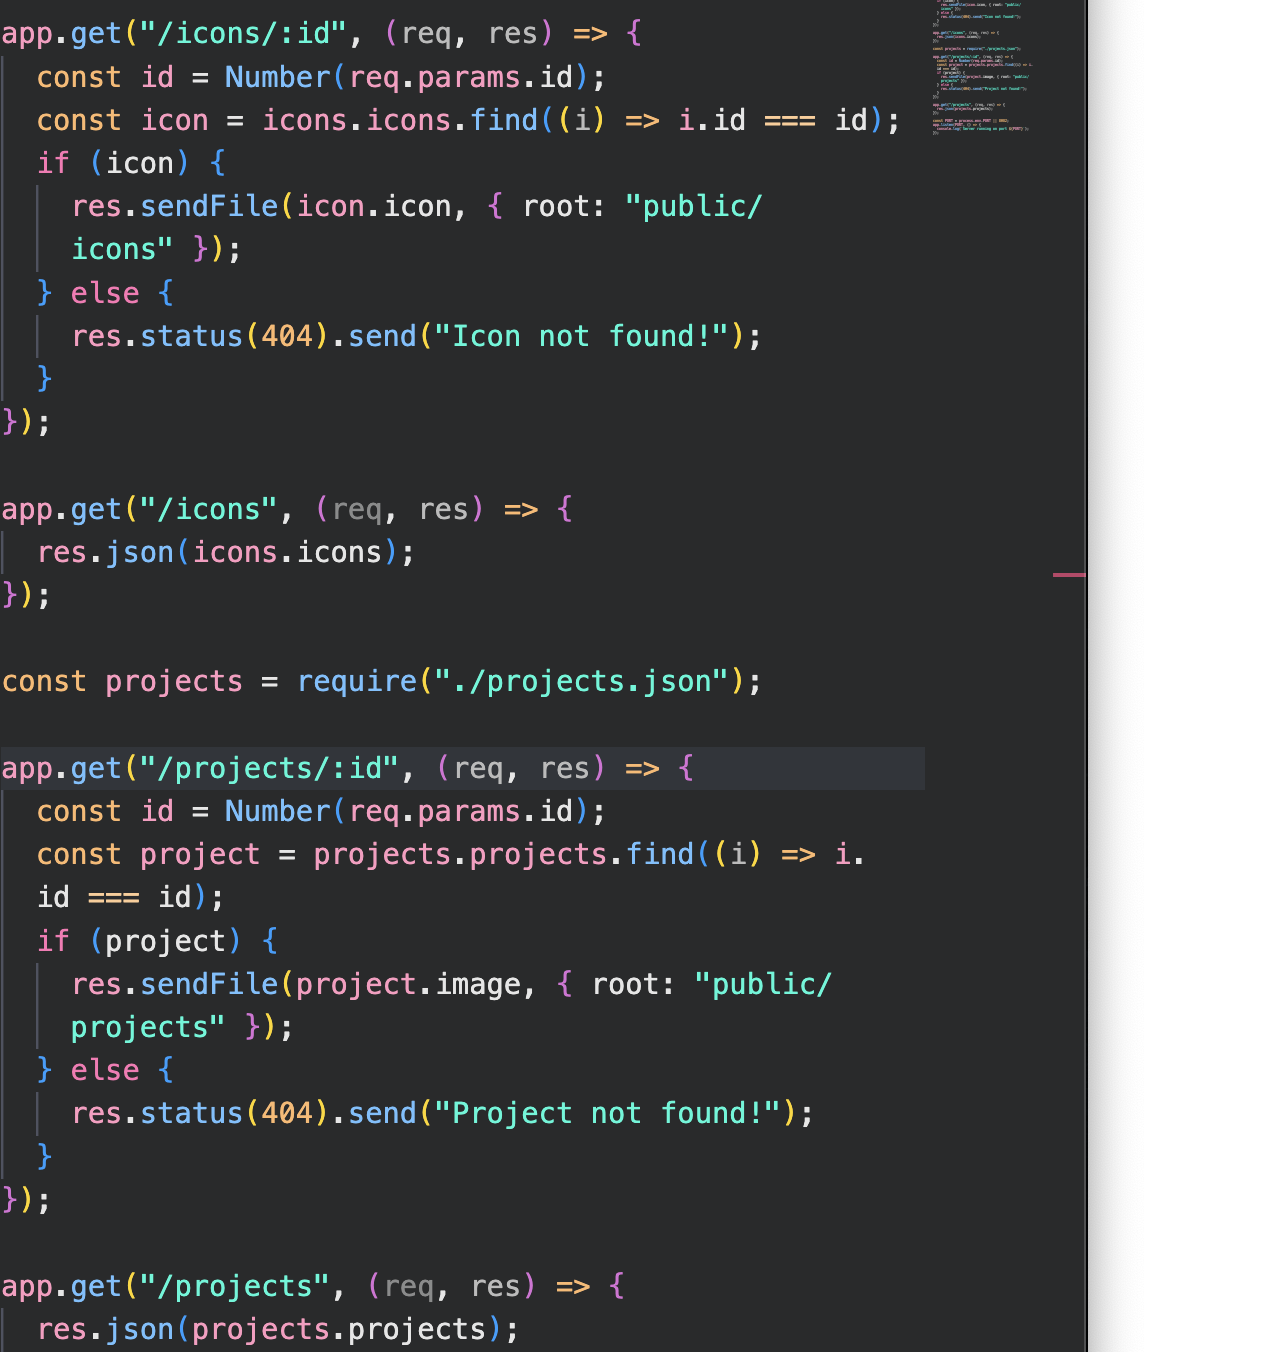 app.get("/icons/:id", (req, res) => {
  const id = Number(req.params.id);
  const icon = icons.icons.find((i) => i.id === id);
  if (icon) {
    res.sendFile(icon.icon, { root: "public/
    icons" });
  } else {
    res.status(404).send("Icon not found!");
  }
});

app.get("/icons", (req, res) => {
  res.json(icons.icons);
});

const projects = require("./projects.json");

app.get("/projects/:id", (req, res) => {
  const id = Number(req.params.id);
  const project = projects.projects.find((i) => i.
  id === id);
  if (project) {
    res.sendFile(project.image, { root: "public/
    projects" });
  } else {
    res.status(404).send("Project not found!");
  }
});

app.get("/projects", (req, res) => {
  res.json(projects.projects);